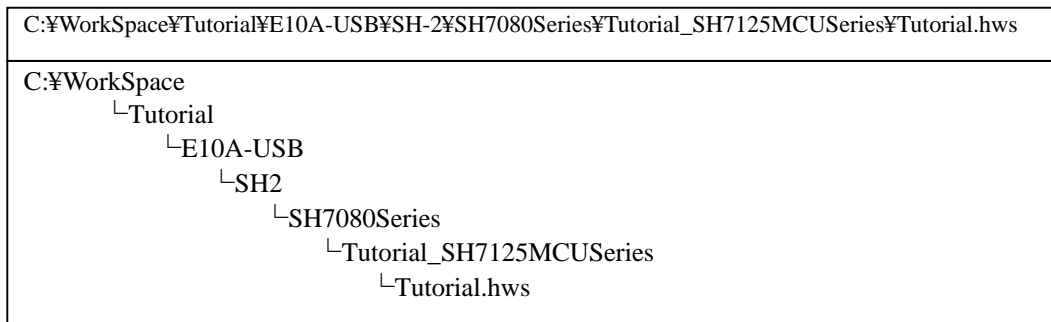 C:¥WorkSpace¥Tutorial¥E10A-USB¥SH-2¥SH7080Series¥Tutorial_SH7125MCUSeries¥Tutorial.hws
C:¥WorkSpace
└Tutorial
└E10A-USB
└SH2
└SH7080Series
└Tutorial_SH7125MCUSeries
└Tutorial.hws